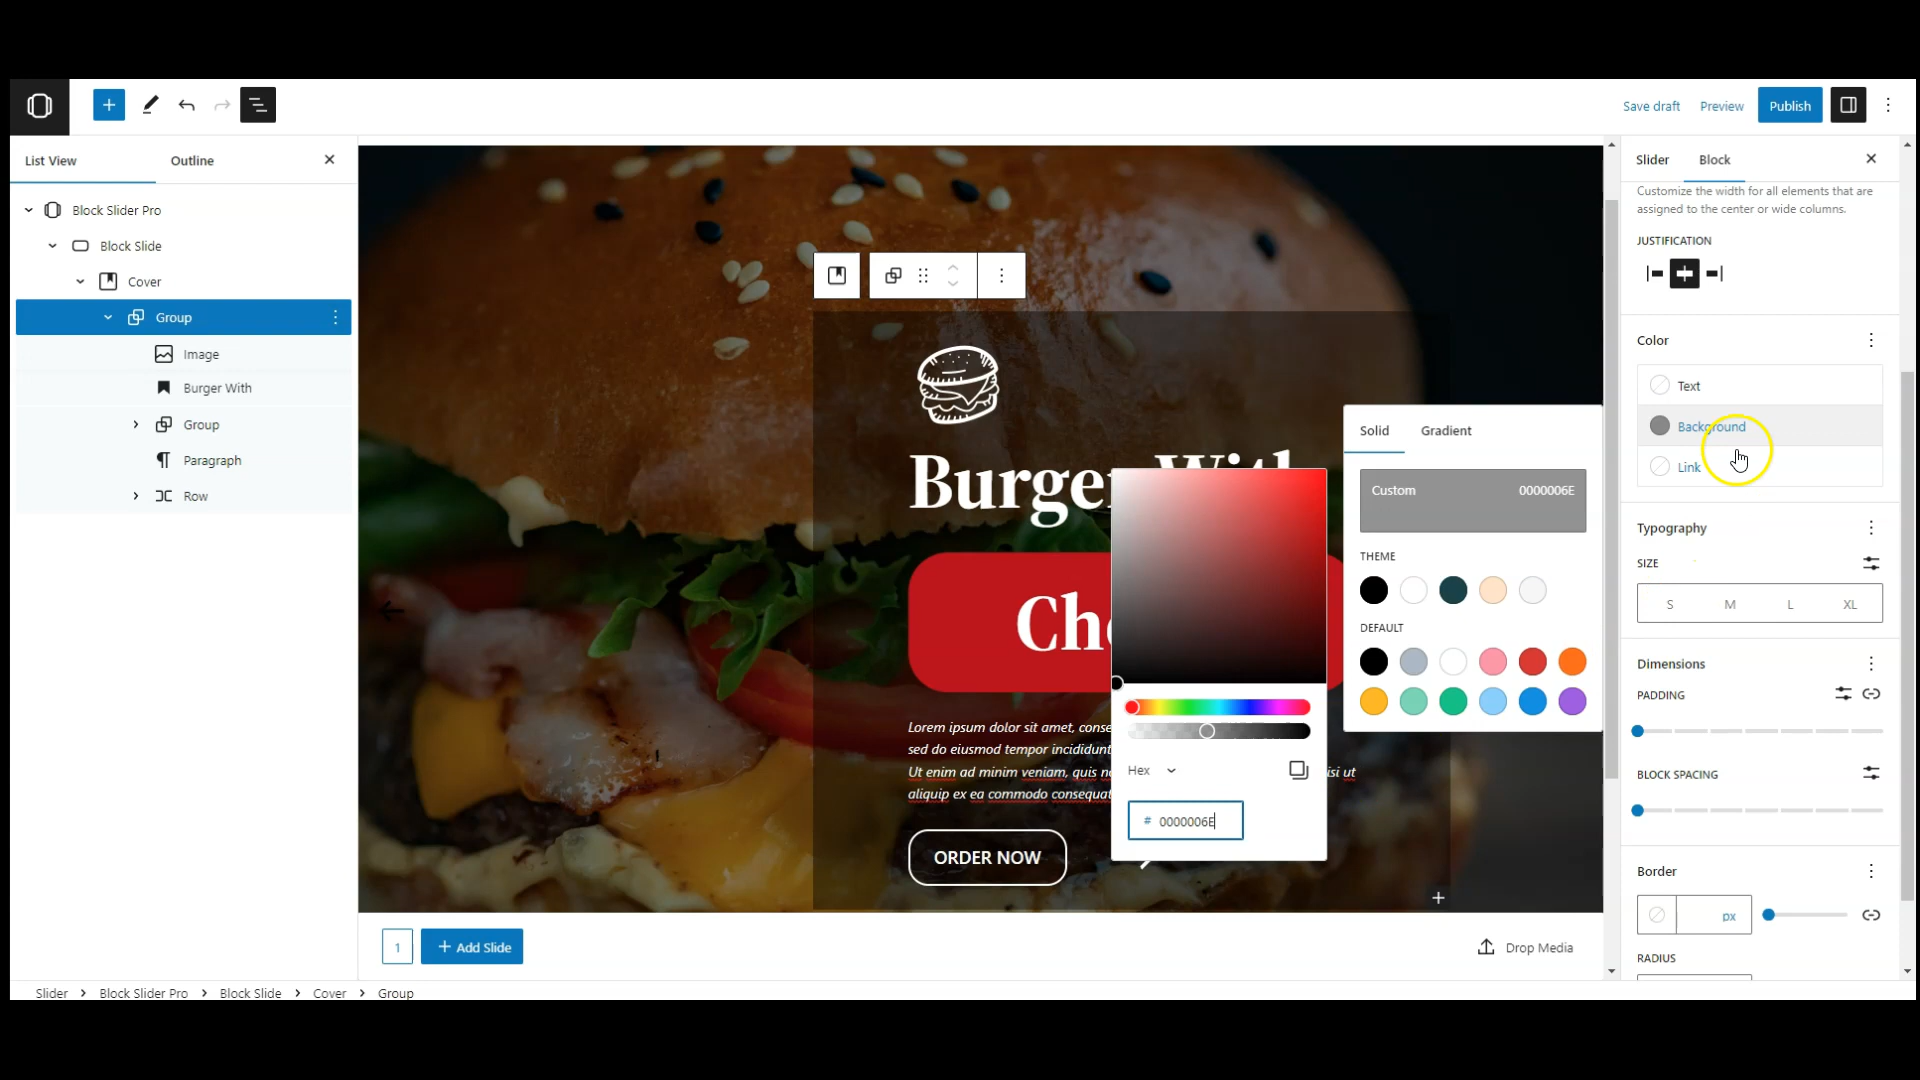 Save draft
Preview
Publish
List View
Outline
Block Slider Pro
Block Slide
Cover
Group
Image
Burger With
Group
Paragraph
Row
Burger With
Lorem ipsum dolor sit amet,
sed do eiusmod tempor incididunt
Ut enim ad minim veniam, quis
isi ut
aliquip ex ea commodo consequat
ORDER NOW
Hex
# 0000006E
Solid
Gradient
Custom
0000006E
THEME
DEFAULT
1
+ Add Slide
Drop Media
Slider
Block
Customize the width for all elements that are
assigned to the center or wide columns.
JUSTIFICATION
Color
Text
Background
Link
Typography
SIZE
S M L XL
Dimensions
PADDING
BLOCK SPACING
Border
px
RADIUS
Slider > Block Slider Pro > Block Slide > Cover > Group